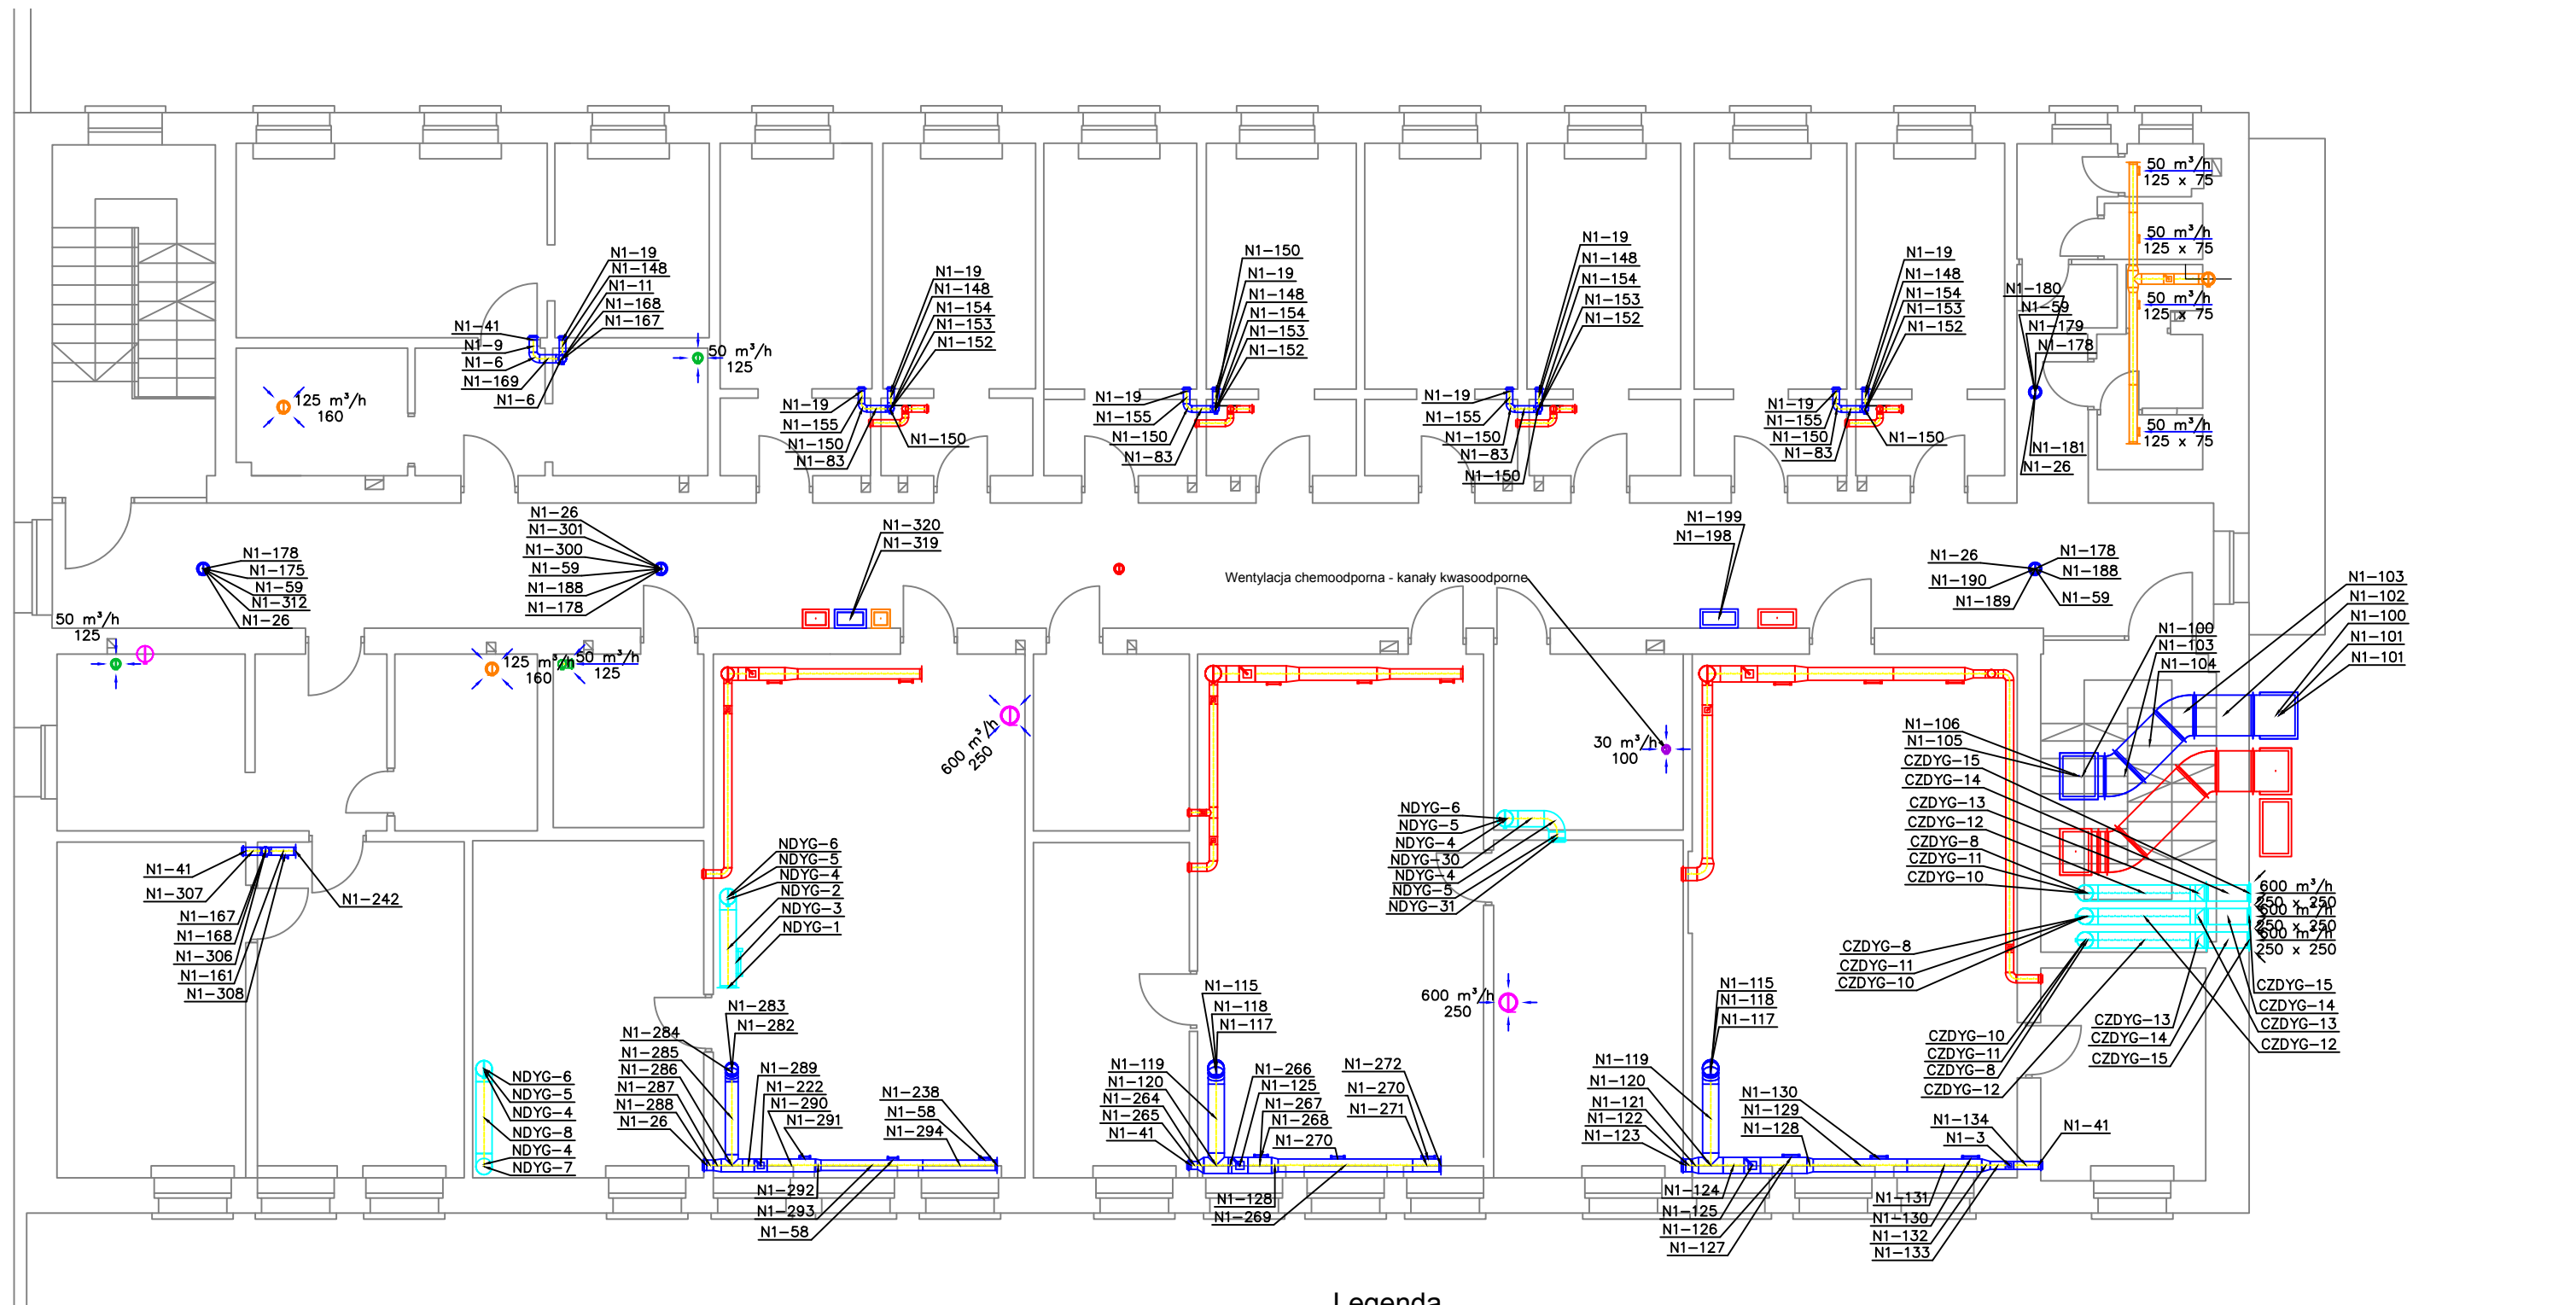 50 m³/h
125 x 75
50 m³/h
125 x 75
50 m³/h
125 x 75
50 m³/h
125 x 75
N1-19
N1-148
N1-11
N1-168
N1-167
N1-41
N1-9
N1-6
N1-169
N1-6
50 m³/h
125
125 m³/h
160
N1-19
N1-148
N1-154
N1-153
N1-152
N1-19
N1-155
N1-150
N1-83
N1-150
N1-150
N1-19
N1-148
N1-154
N1-153
N1-152
N1-19
N1-155
N1-150
N1-83
N1-19
N1-148
N1-154
N1-153
N1-152
N1-19
N1-155
N1-150
N1-83
N1-150
N1-19
N1-148
N1-154
N1-153
N1-152
N1-19
N1-155
N1-150
N1-83
N1-150
N1-180
N1-59
N1-179
N1-178
N1-181
N1-26
N1-178
N1-175
N1-59
N1-312
N1-26
N1-26
N1-301
N1-300
N1-59
N1-188
N1-178
N1-320
N1-319
N1-199
N1-198
Wentylacja chemoodporna - kanały kwasoodporne
N1-26
N1-190
N1-189
N1-178
N1-188
N1-59
N1-103
N1-102
N1-100
N1-101
N1-101
N1-100
N1-103
N1-104
50 m³/h
125
125 m³/h
160
50 m³/h
125
600 m³/h
250
30 m³/h
100
N1-106
N1-105
CZDYG-15
CZDYG-14
CZDYG-13
CZDYG-12
CZDYG-8
CZDYG-11
CZDYG-10
NDYG-6
NDYG-5
NDYG-4
NDYG-30
NDYG-4
NDYG-5
NDYG-31
NDYG-6
NDYG-5
NDYG-4
NDYG-2
NDYG-3
NDYG-1
N1-41
N1-307
N1-167
N1-168
N1-306
N1-161
N1-308
N1-242
600 m³/h
250 x 250
600 m³/h
250 x 250
600 m³/h
250 x 250
CZDYG-8
CZDYG-11
CZDYG-10
CZDYG-15
CZDYG-14
CZDYG-13
CZDYG-12
CZDYG-13
CZDYG-14
CZDYG-15
CZDYG-10
CZDYG-11
CZDYG-8
CZDYG-12
600 m³/h
250
NDYG-6
NDYG-5
NDYG-4
NDYG-8
NDYG-4
NDYG-7
N1-283
N1-282
N1-284
N1-285
N1-286
N1-287
N1-288
N1-26
N1-289
N1-222
N1-290
N1-291
N1-238
N1-58
N1-294
N1-292
N1-293
N1-58
N1-115
N1-118
N1-117
N1-119
N1-120
N1-264
N1-265
N1-41
N1-266
N1-125
N1-267
N1-268
N1-270
N1-272
N1-270
N1-271
N1-128
N1-269
N1-115
N1-118
N1-117
N1-119
N1-120
N1-121
N1-122
N1-123
N1-130
N1-129
N1-128
N1-134
N1-3
N1-41
N1-124
N1-125
N1-126
N1-127
N1-131
N1-130
N1-132
N1-133
Legenda